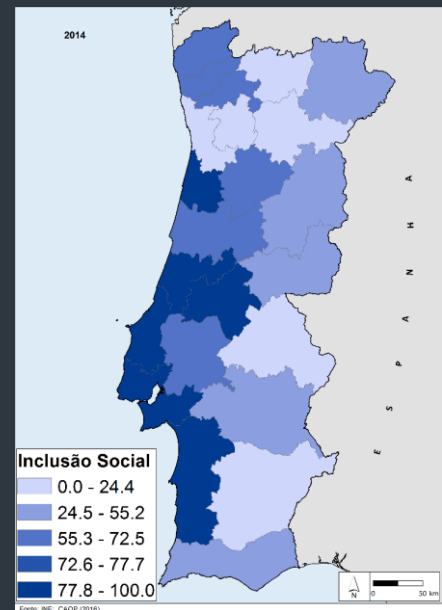 2014
E S P A N H A
Inclusão Social
0.0 - 24.4
24.5 - 55.2
55.3 - 72.5
72.6 - 77.7
77.8 - 100.0
N
0 50 km
Fonte: INE; CAOP (2016)